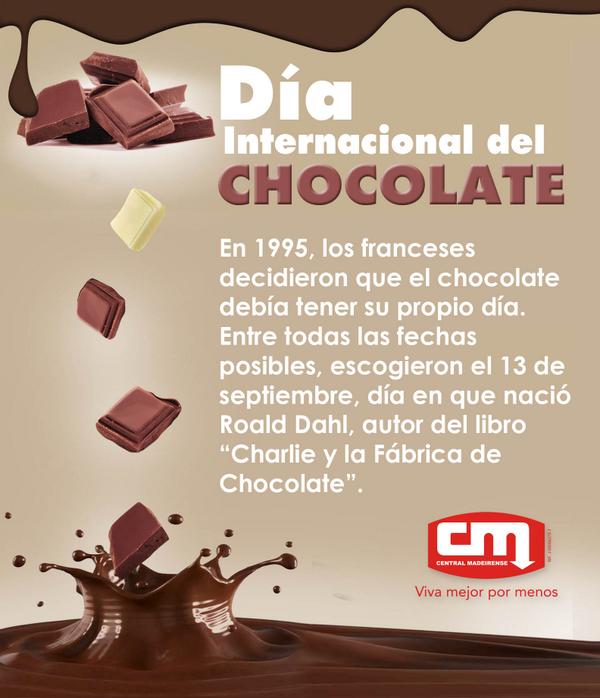 Día
Internacional del
CHOCOLATE
En 1995, los franceses
decidieron que el chocolate
debía tener su propio día.
Entre todas las fechas
posibles, escogieron el 13 de
septiembre, día en que nació
Roald Dahl, autor del libro
“Charlie y la Fábrica de
Chocolate”.
cm
CENTRAL MADEIRENSE
Viva mejor por menos